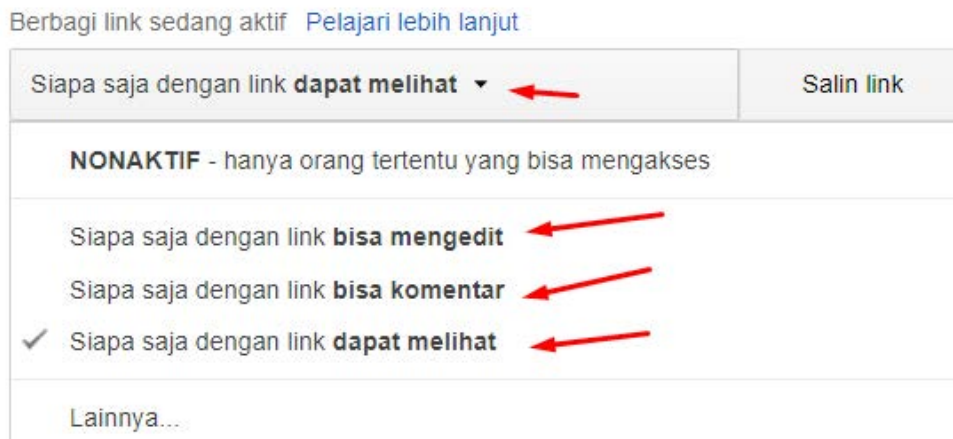 Berbagi link sedang aktif Pelajari lebih lanjut
Siapa saja dengan link dapat melihat Salin link
NONAKTIF - hanya orang tertentu yang bisa mengakses
Siapa saja dengan link bisa mengedit
Siapa saja dengan link bisa komentar
Siapa saja dengan link dapat melihat
Lainnya...